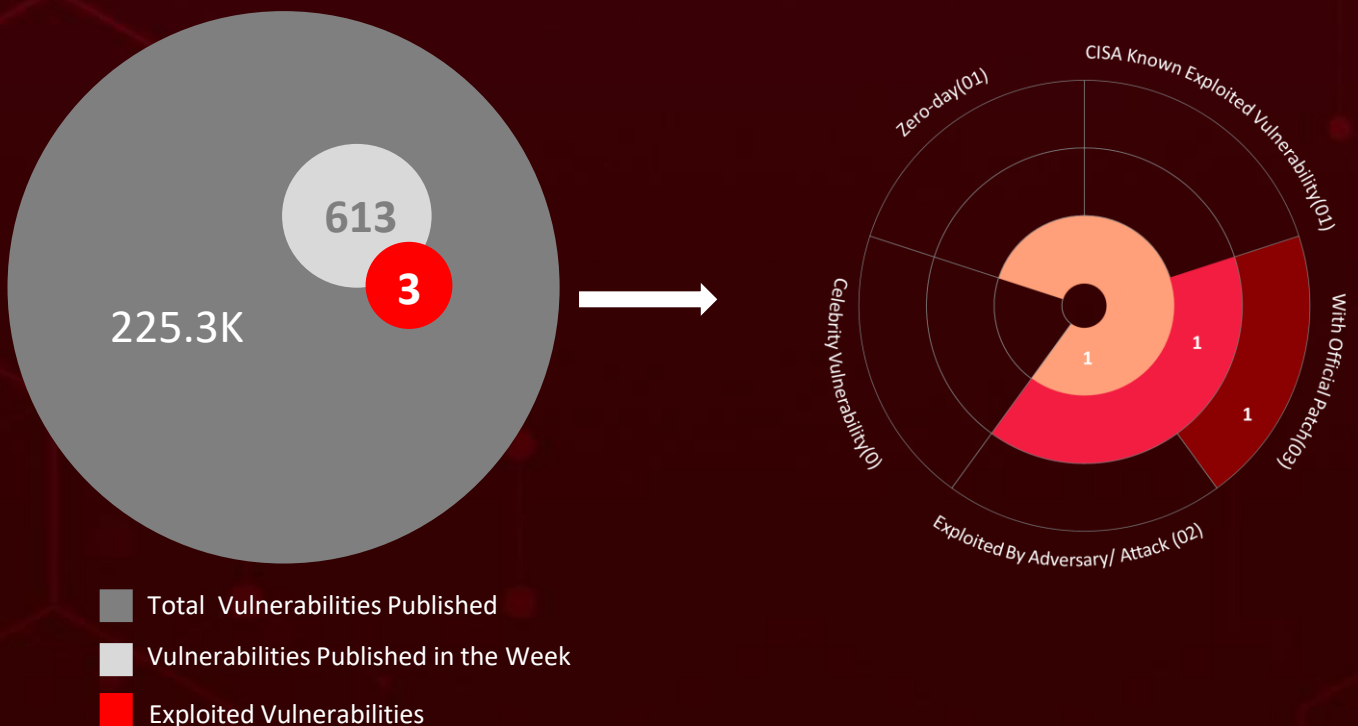 613
3
225.3K
Total Vulnerabilities Published
Vulnerabilities Published in the Week
Exploited Vulnerabilities
Zero-day(01)
CISA Known Exploited Vulnerability(01)
With Official Patch(03)
Exploited By Adversary/ Attack (02)
Celebrity Vulnerability(0)
1
1
1